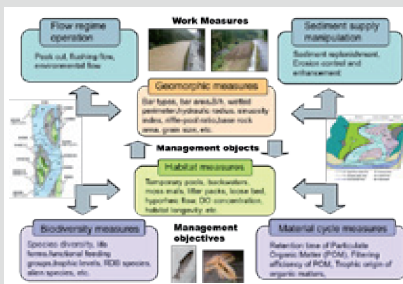 Flow regime
operation
Peak cut, flushing flow,
environmental flow
Work Measures
Sediment supply
manipulation
Sediment replenishment,
Erosion control and
enhancement
Geomorphic measures
Bar types, bar area, B/h, wetted
perimeter, hydraulic radius, sinuosity
index, riffle-pool ratio, base rock
area, grain size, etc.
Management objects
Habitat measures
Temporary pools, backwaters,
moss mats, litter packs, loose bed,
hyporheic flow, DO concentration,
habitat longevity etc.
Biodiversity measures
Species diversity, life
forms, functional feeding
groups, trophic levels, RDB species,
alien species, etc.
Management
objectives
Material cycle measures
Retention time of Particulate
Organic Matter (POM), Filtering
efficiency of POM, Trophic origin of
organic matters,